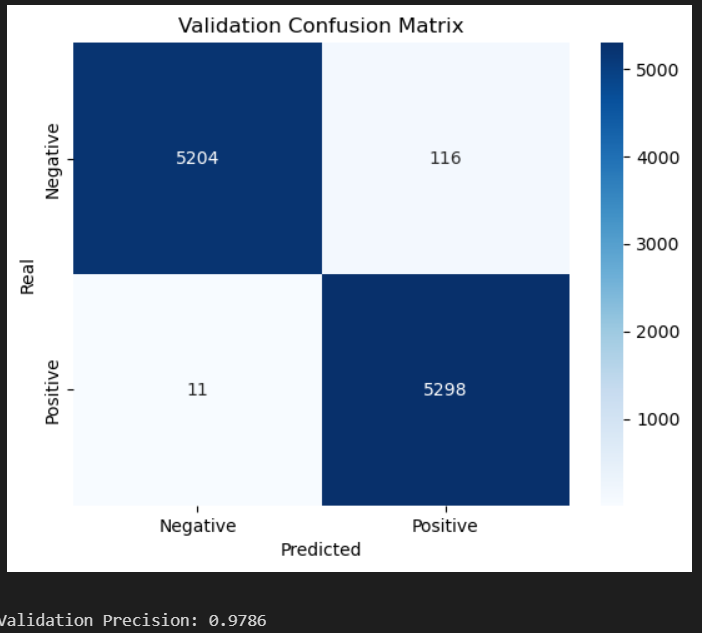 Validation Confusion Matrix
Negative
5204
116
5000
4000
3000
Real
2000
Positive
11
5298
1000
Negative
Positive
Predicted
Validation Precision: 0.9786